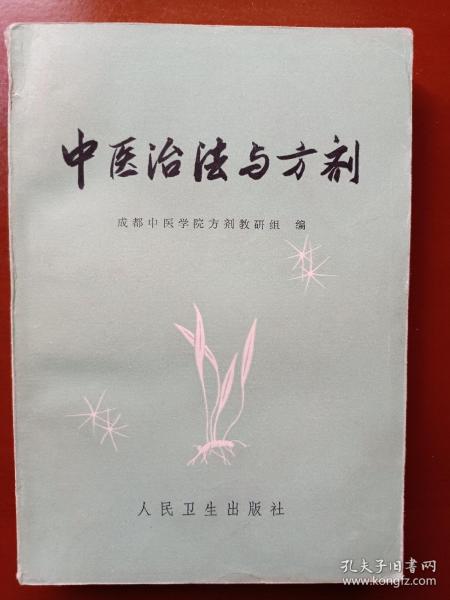 中医治法与方剂
成都中医学院方剂教研组 编
人民卫生出版社
孔夫子旧书网
www.kongfz.com